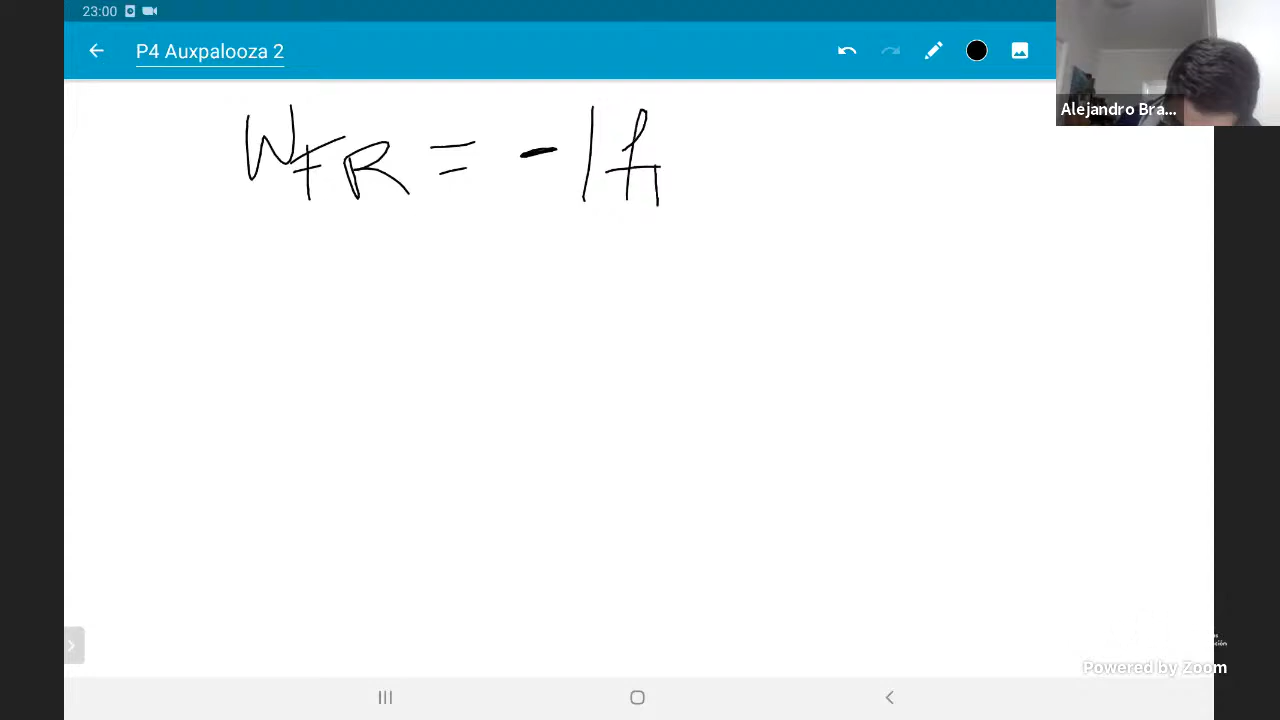 23:00
P4 Auxpalooza 2
Alejandro Bra...
W_FR = - | f
Powered by Zoom